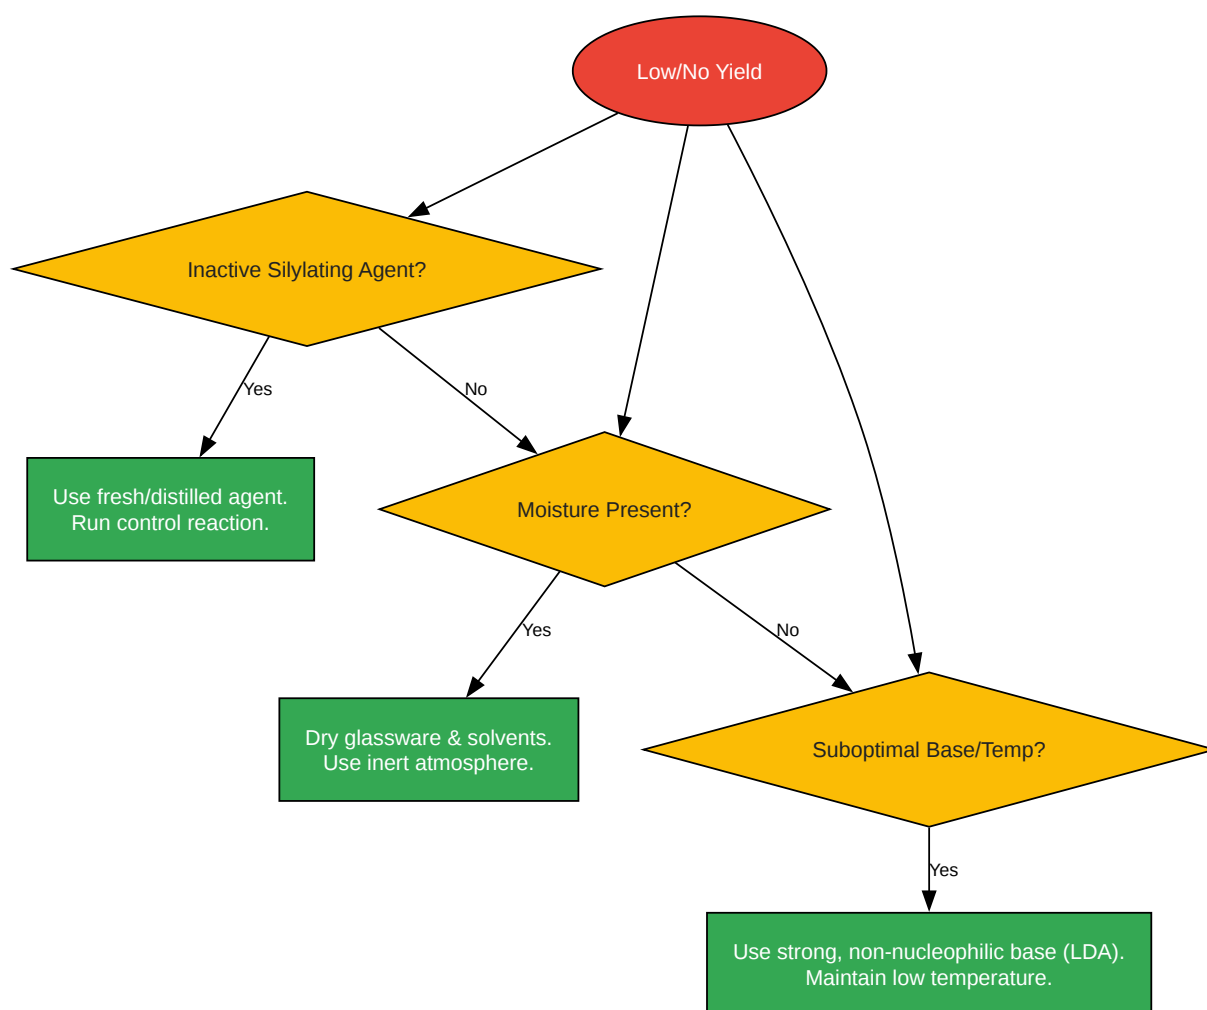 Low/No Yield
Inactive Silylating Agent?
Yes
No
Use fresh/distilled agent.
Run control reaction.
Moisture Present?
Yes
No
Dry glassware & solvents.
Use inert atmosphere.
Suboptimal Base/Temp?
Yes
Use strong, non-nucleophilic base (LDA).
Maintain low temperature.